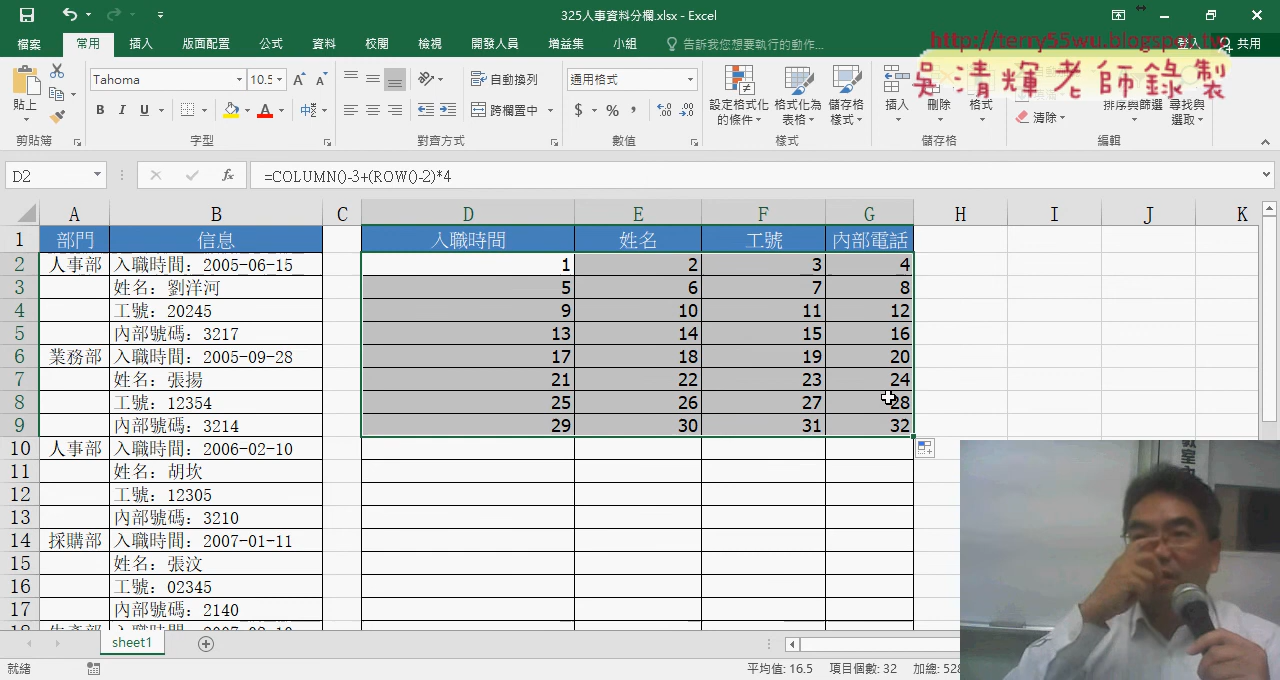 325人事資料分欄.xlsx - Excel
http://terry55wu.blogspot.tw
吳清輝老師錄製
檔案 常用 插入 版面配置 公式 資料 校閱 檢視 開發人員 增益集 小組 告訴我您想要執行的動作... 登入 共用
貼上 Tahoma 10.5 自動換列 通用格式 設定格式化的條件 格式化為表格 儲存格樣式 插入 刪除 格式 排序與篩選 尋找與選取
B I U 中 跨欄置中 $ % , 清除
剪貼簿 字型 對齊方式 數值 樣式 儲存格 編輯
D2 fx =COLUMN()-3+(ROW()-2)*4
A B C D E F G H I J K
1 部門 信息 入職時間 姓名 工號 內部電話
2 人事部 入職時間：2005-06-15 1 2 3 4
3 姓名：劉洋河 5 6 7 8
4 工號：20245 9 10 11 12
5 內部號碼：3217 13 14 15 16
6 業務部 入職時間：2005-09-28 17 18 19 20
7 姓名：張揚 21 22 23 24
8 工號：12354 25 26 27 28
9 內部號碼：3214 29 30 31 32
10 人事部 入職時間：2006-02-10
11 姓名：胡坎
12 工號：12305
13 內部號碼：3210
14 採購部 入職時間：2007-01-11
15 姓名：張汶
16 工號：02345
17 內部號碼：2140
sheet1
就緒 平均值: 16.5 項目個數: 32 加總: 528